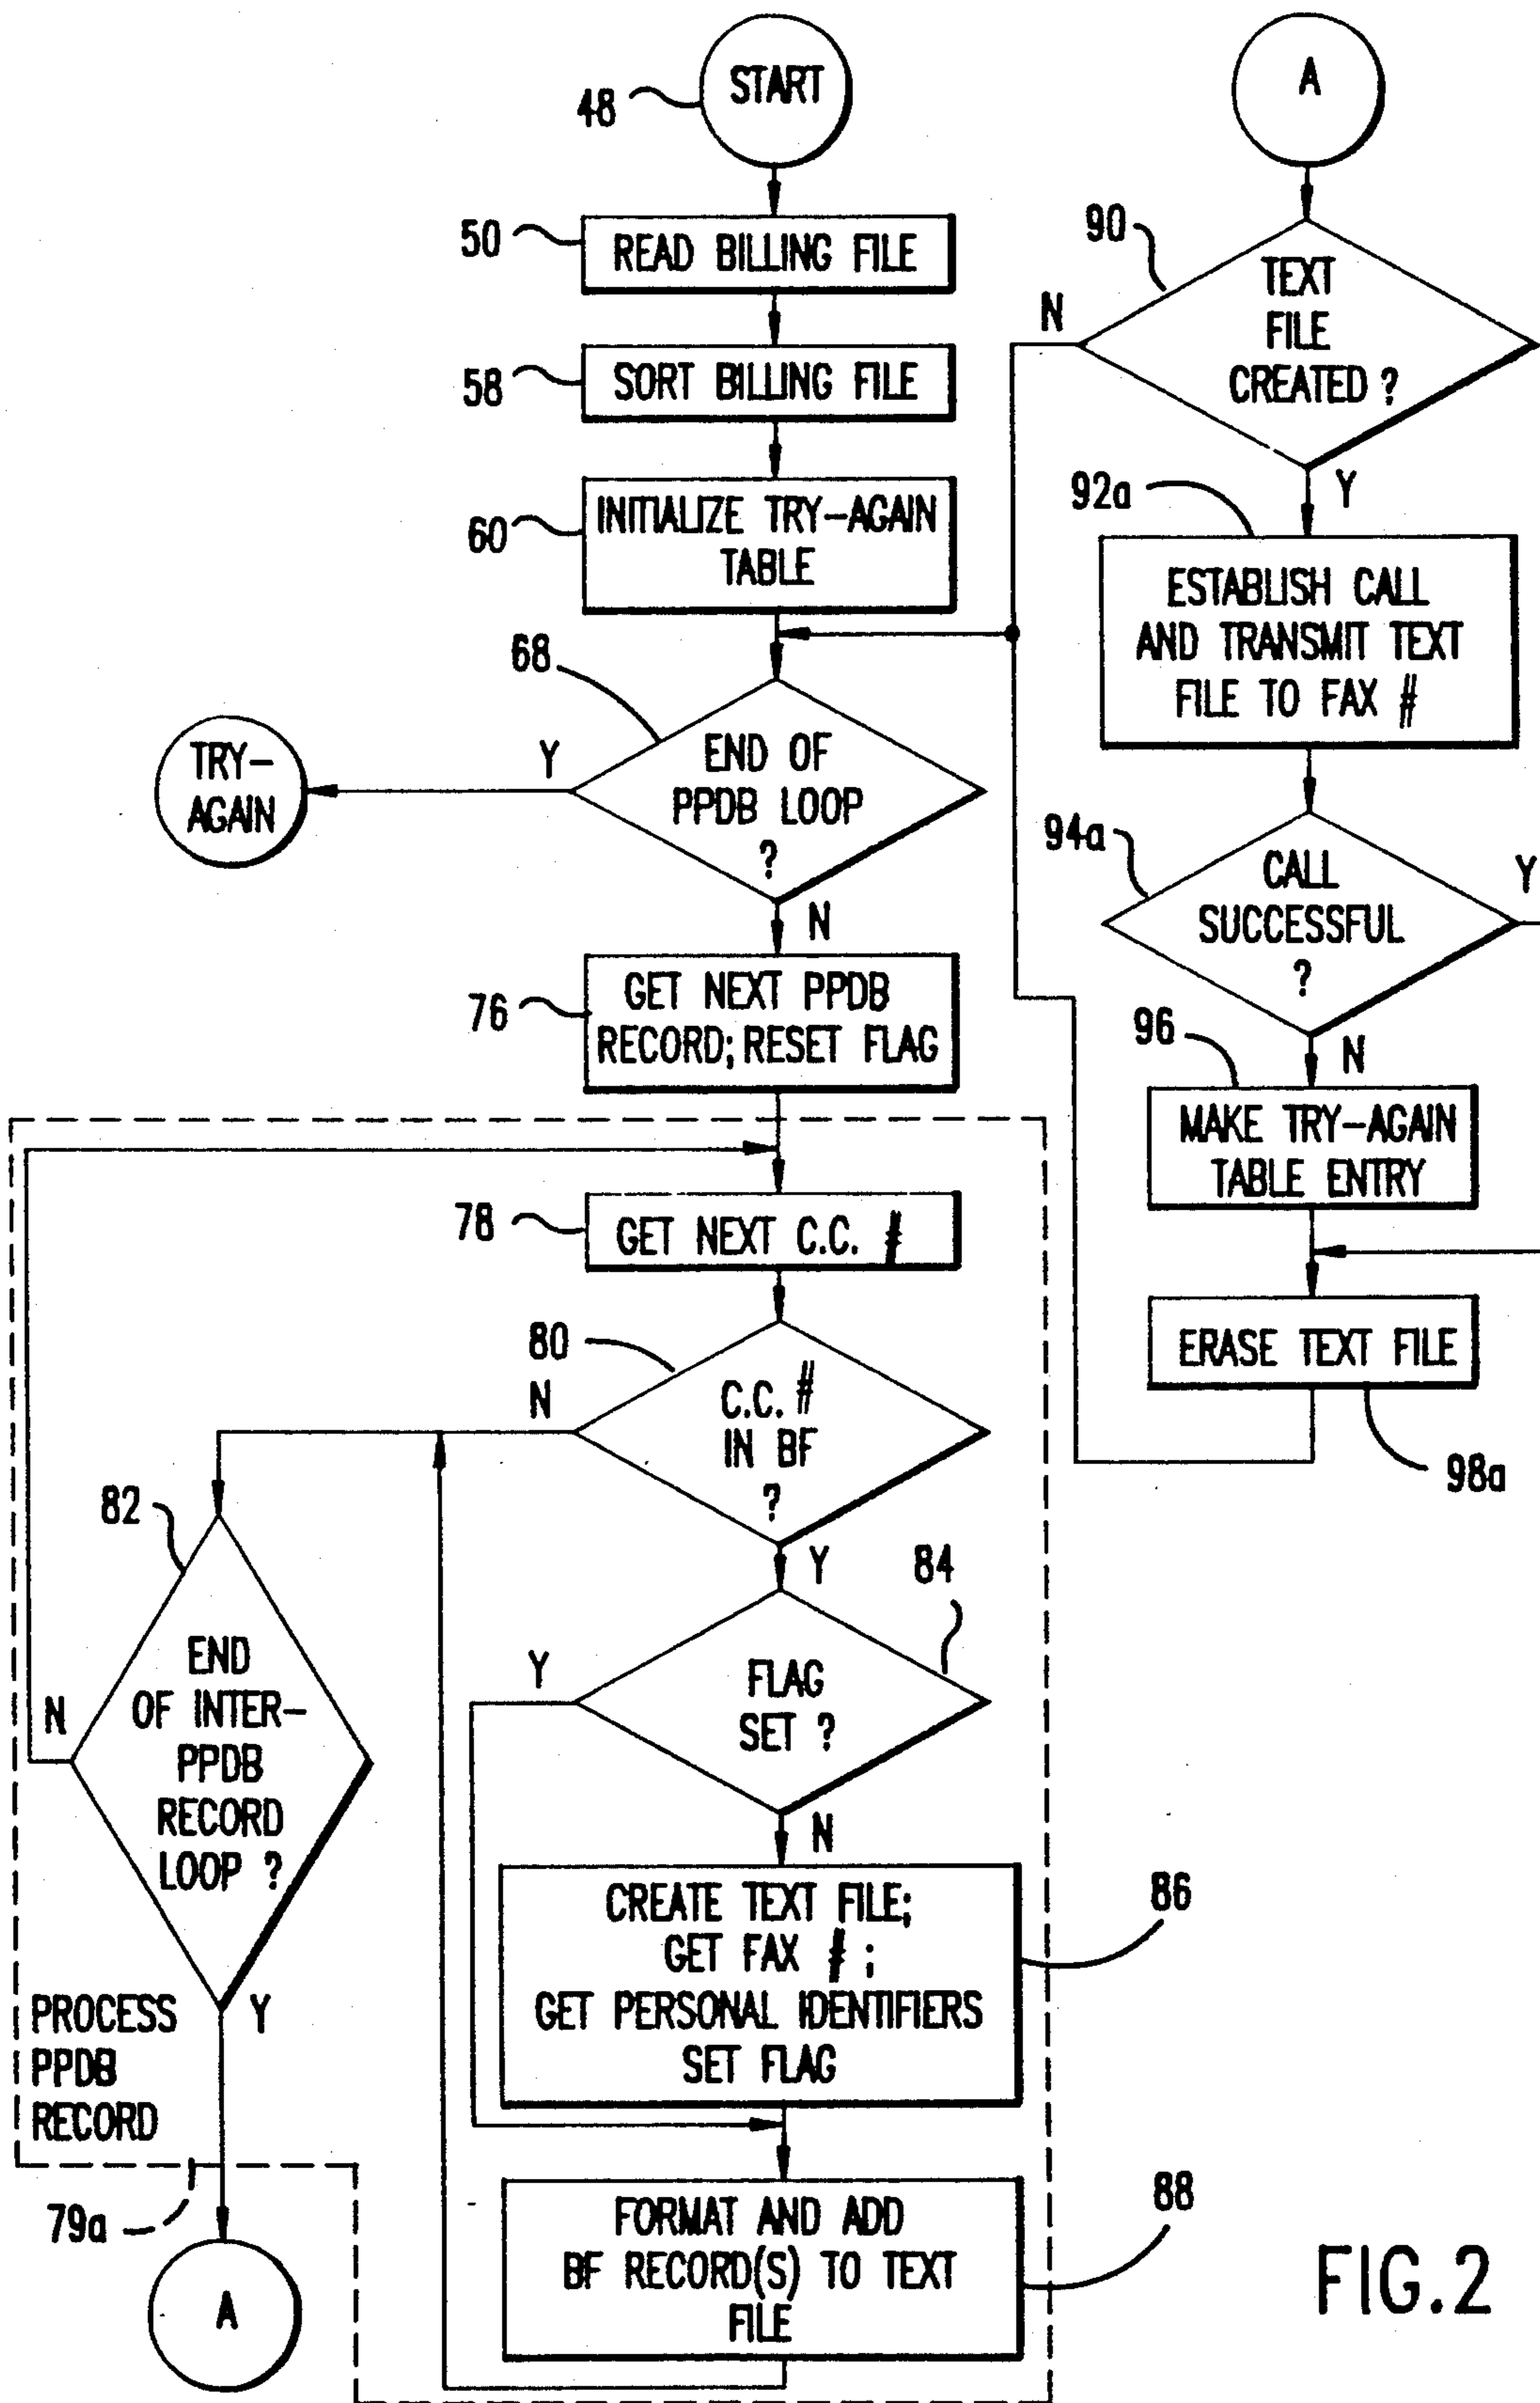 START
48
50
READ BILLING FILE
58
SORT BILLING FILE
60
INITIALIZE TRY-AGAIN
TABLE
68
END OF
PPDB LOOP
?
Y
TRY-
AGAIN
N
76
GET NEXT PPDB
RECORD; RESET FLAG
78
GET NEXT C.C. #
80
C.C. #
IN BF
?
N
82
END
OF INTER-
PPDB
RECORD
LOOP ?
N
Y
Y
84
FLAG
SET ?
Y
N
CREATE TEXT FILE;
GET FAX # ;
GET PERSONAL IDENTIFIERS
SET FLAG
86
PROCESS
PPDB
RECORD
79a
A
FORMAT AND ADD
BF RECORD(S) TO TEXT
FILE
88
A
90
TEXT
FILE
CREATED ?
N
Y
92a
ESTABLISH CALL
AND TRANSMIT TEXT
FILE TO FAX #
94a
CALL
SUCCESSFUL
?
Y
N
96
MAKE TRY-AGAIN
TABLE ENTRY
ERASE TEXT FILE
98a
FIG.2